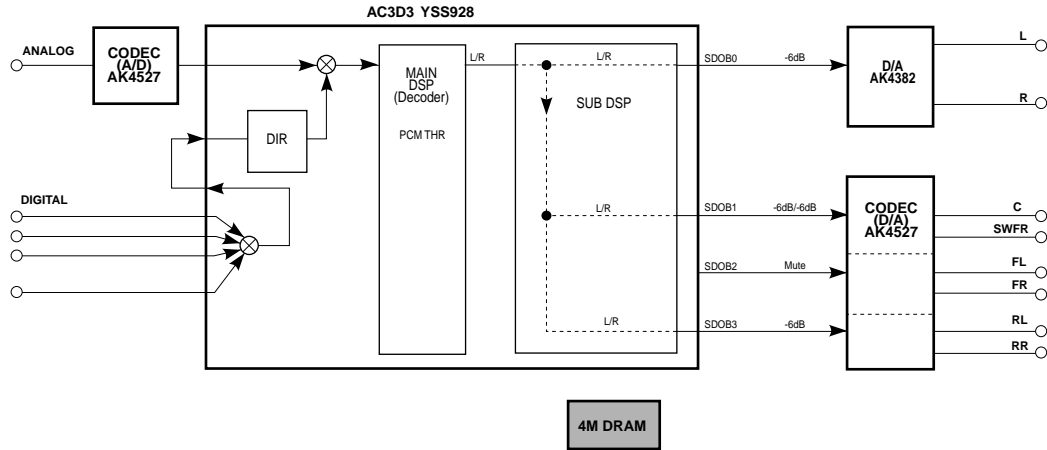 AC3D3 YSS928
ANALOG
CODEC
(A/D)
AK4527
MAIN
DSP
(Decoder)
PCM THR
L/R
L/R
SUB DSP
SDOB0
-6dB
D/A
AK4382
L
R
DIR
DIGITAL
L/R
SDOB1
-6dB/-6dB
CODEC
(D/A)
AK4527
C
SWFR
SDOB2
Mute
FL
FR
L/R
SDOB3
-6dB
RL
RR
4M DRAM